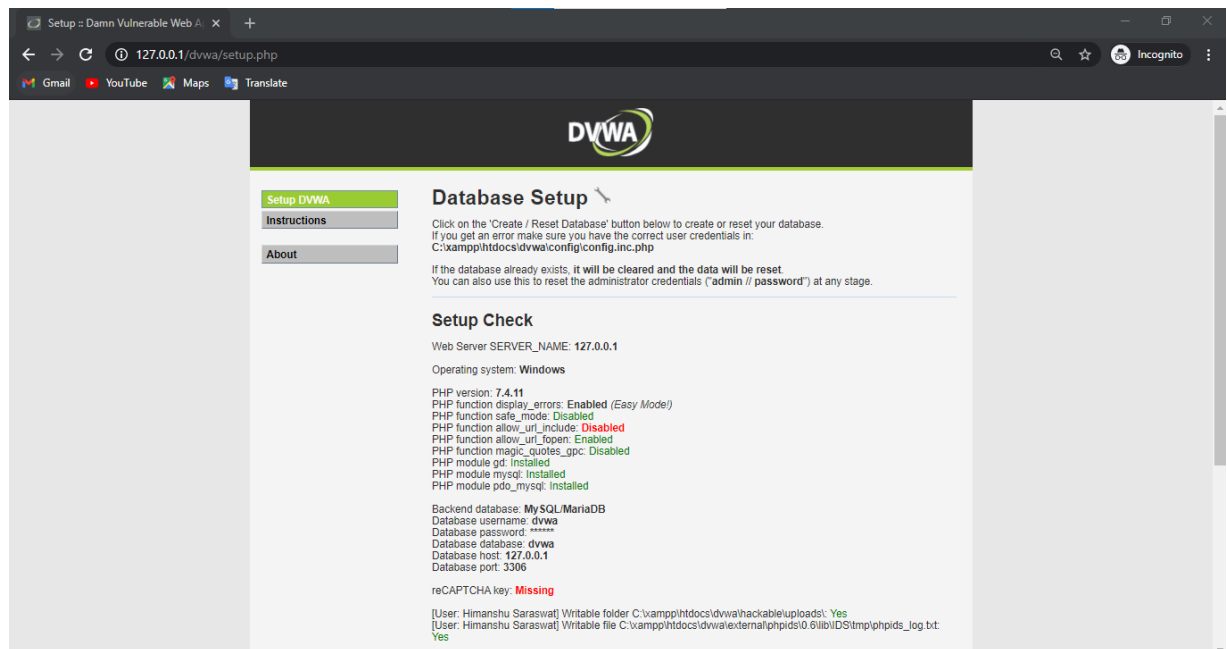 Setup :: Damn Vulnerable Web A
127.0.0.1/dvwa/setup.php
Incognito
Gmail YouTube Maps Translate
DVWA
Setup DVWA
Instructions
About
Database Setup
Click on the 'Create / Reset Database' button below to create or reset your database.
If you get an error make sure you have the correct user credentials in:
C:\xampp\htdocs\dvwa\config\config.inc.php
If the database already exists, it will be cleared and the data will be reset.
You can also use this to reset the administrator credentials ("admin // password") at any stage.
Setup Check
Web Server SERVER_NAME: 127.0.0.1
Operating system: Windows
PHP version: 7.4.11
PHP function display_errors: Enabled (Easy Mode!)
PHP function safe_mode: Disabled
PHP function allow_url_include: Disabled
PHP function allow_url_fopen: Enabled
PHP function magic_quotes_gpc: Disabled
PHP module gd: Installed
PHP module mysql: Installed
PHP module pdo_mysql: Installed
Backend database: MySQL/MariaDB
Database username: dvwa
Database password: ******
Database database: dvwa
Database host: 127.0.0.1
Database port: 3306
reCAPTCHA key: Missing
[User: Himanshu Saraswat] Writable folder C:\xampp\htdocs\dvwa\hackable\uploads\: Yes
[User: Himanshu Saraswat] Writable file C:\xampp\htdocs\dvwa\external\phpids\0.6\lib\IDS\tmp\phpids_log.txt:
Yes